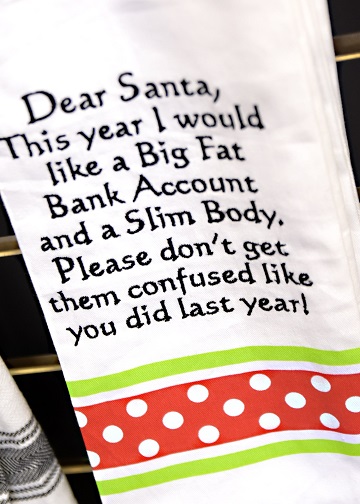 Dear Santa,
This year I would
like a Big Fat
Bank Account
and a Slim Body.
Please don't get
them confused like
you did last year!